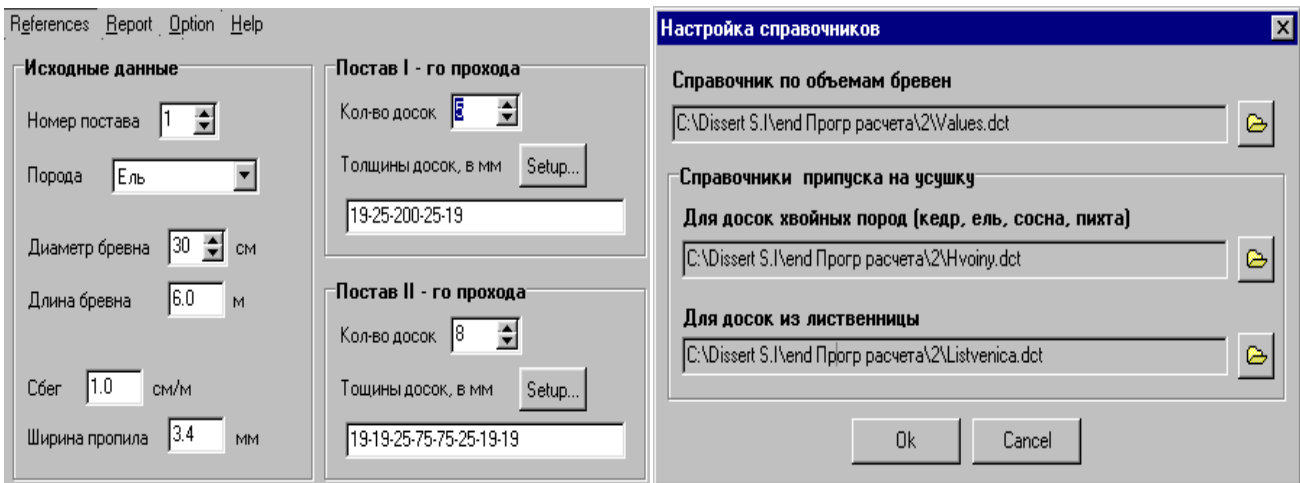 References Report Option Help
Исходные данные
Номер постава 1
Порода Ель
Диаметр бревна 30 см
Длина бревна 6.0 м
Сбег 1.0 см/м
Ширина пропила 3.4 мм
Постав I - го прохода
Кол-во досок 5
Толщины досок, в мм Setup...
19-25-200-25-19
Постав II - го прохода
Кол-во досок 8
Тощины досок, в мм Setup...
19-19-25-75-75-25-19-19
Настройка справочников
Справочник по объемам бревен
C:\Dissert S.I\end Прогр расчета\2\Values.dct
Справочники припуска на усушку
Для досок хвойных пород (кедр, ель, сосна, пихта)
C:\Dissert S.I\end Прогр расчета\2\Hvoiny.dct
Для досок из лиственницы
C:\Dissert S.I\end Прогр расчета\2\Listvenica.dct
Ok Cancel